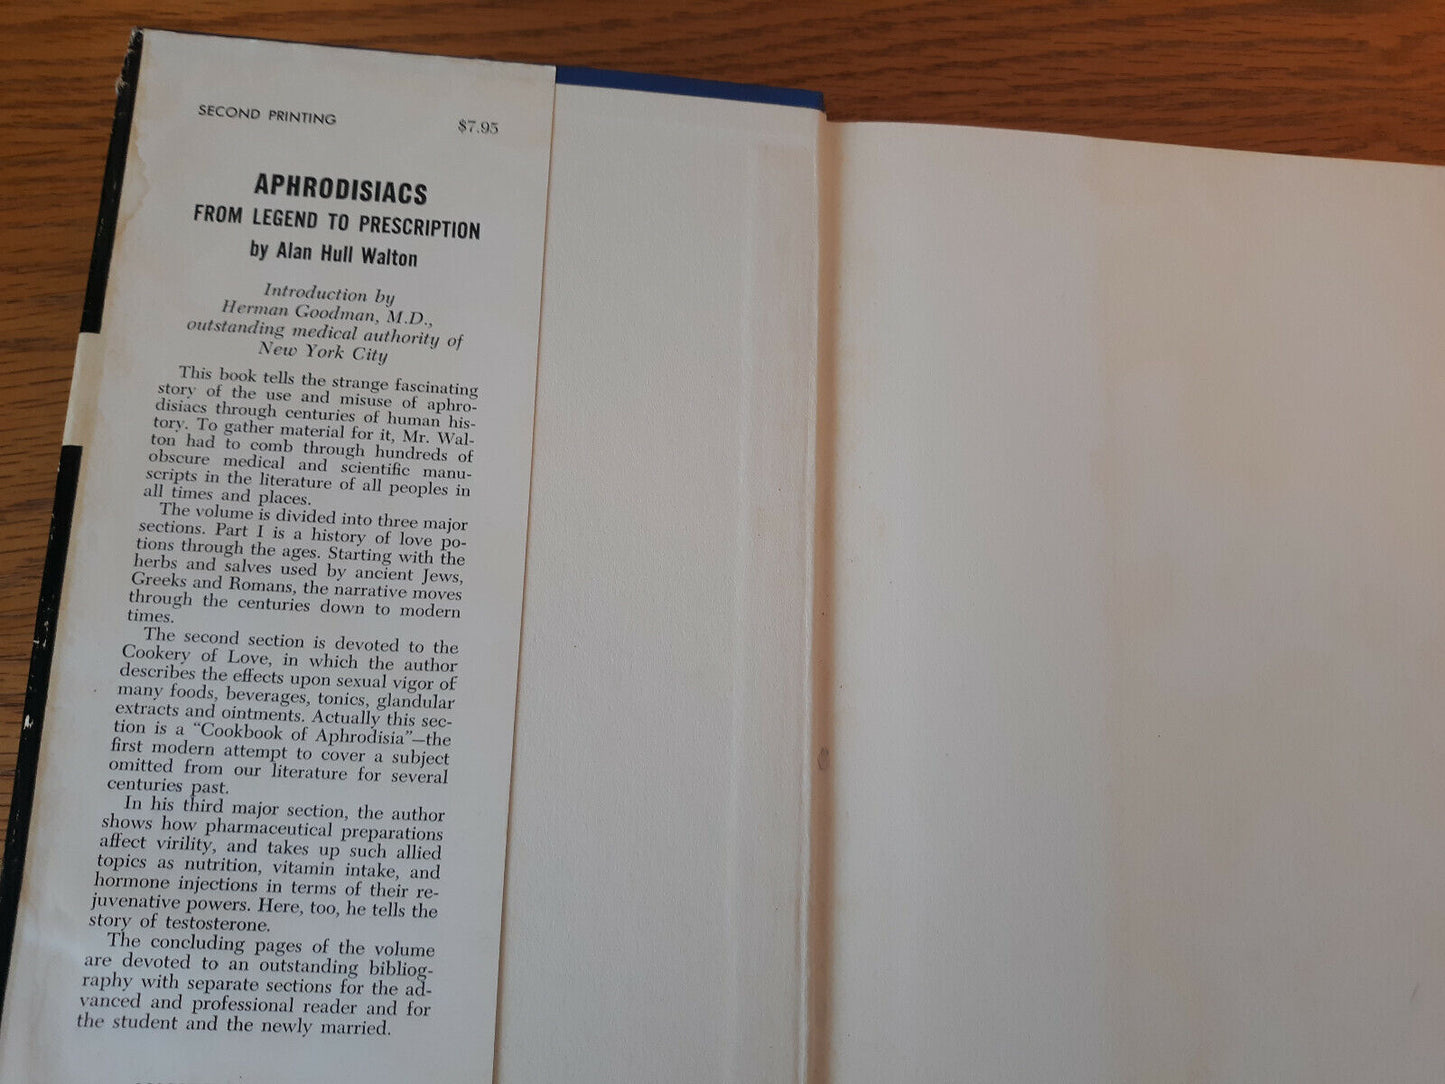 SECOND PRINTING
$7.95
APHRODISIACS
FROM LEGEND TO PRESCRIPTION
by Alan Hull Walton
Introduction by
Herman Goodman, M.D.,
outstanding medical authority of
New York City
This book tells the strange fascinating
story of the use and misuse of aphro-
disiacs through centuries of human his-
tory. To gather material for it, Mr. Wal-
ton had to comb through hundreds of
obscure medical and scientific manu-
scripts in the literature of all peoples in
all times and places.
The volume is divided into three major
sections. Part I is a history of love po-
tions through the ages. Starting with the
herbs and salves used by ancient Jews,
Greeks and Romans, the narrative moves
through the centuries down to modern
times.
The second section is devoted to the
Cookery of Love, in which the author
describes the effects upon sexual vigor of
many foods, beverages, tonics, glandular
extracts and ointments. Actually this sec-
tion is a "Cookbook of Aphrodisia"—the
first modern attempt to cover a subject
omitted from our literature for several
centuries past.
In his third major section, the author
shows how pharmaceutical preparations
affect virility, and takes up such allied
topics as nutrition, vitamin intake, and
hormone injections in terms of their re-
juvenative powers. Here, too, he tells the
story of testosterone.
The concluding pages of the volume
are devoted to an outstanding bibliog-
raphy with separate sections for the ad-
vanced and professional reader and for
the student and the newly married.